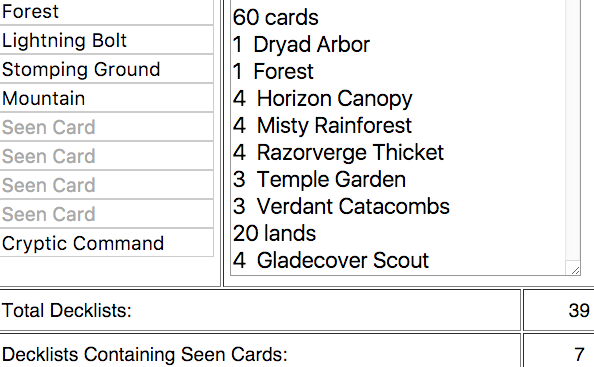 Forest
Lightning Bolt
Stomping Ground
Mountain
Seen Card
Seen Card
Seen Card
Seen Card
Cryptic Command
60 cards
1 Dryad Arbor
1 Forest
4 Horizon Canopy
4 Misty Rainforest
4 Razorverge Thicket
3 Temple Garden
3 Verdant Catacombs
20 lands
4 Gladecover Scout
Total Decklists: 39
Decklists Containing Seen Cards: 7